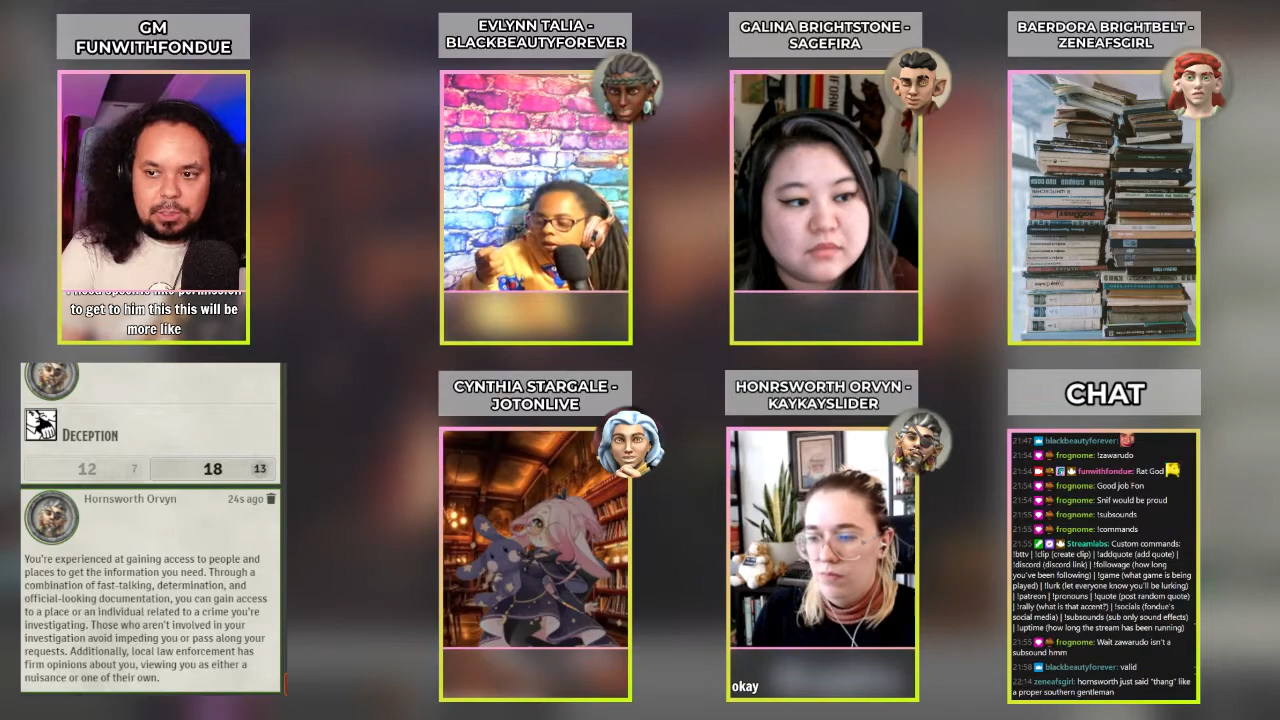 GM
FUNWITHFONDUE
EVLYNN TALIA -
BLACKBEAUTYFOREVER
GALINA BRIGHTSTONE -
SAGEFIRA
BAERDORA BRIGHTBELT -
ZENEAFSGIRL
to get to him this this will be
more like
CYNTHIA STARGALE -
JOTONLIVE
HONRSWORTH ORVYN -
KAYKAYSLIDER
okay
CHAT
DECEPTION
12 7 18 13
Hornsworth Orvyn 24s ago
You're experienced at gaining access to people and
places to get the information you need. Through a
combination of fast-talking, determination, and
official-looking documentation, you can gain access
to a place or an individual related to a crime you're
investigating. Those who aren't involved in your
investigation avoid impeding you or pass along your
requests. Additionally, local law enforcement has
firm opinions about you, viewing you as either a
nuisance or one of their own.
21:47 blackbeautyforever:
21:54 frognome: !zawarudo
21:54 funwithfondue: Rat God
21:54 frognome: Good job Fon
21:54 frognome: Snif would be proud
21:55 frognome: !subsounds
21:55 frognome: !commands
21:55 Streamlabs: Custom commands:
!bttv | !clip (create clip) | !addquote (add quote) |
!discord (discord link) | !followage (how long
you've been following) | !game (what game is being
played) | !lurk (let everyone know you'll be lurking)
| !patreon | !pronouns | !quote (post random quote) |
!rally (what is that accent?) | !socials (fondue's
social media) | !subsounds (sub only sound effects)
| !uptime (how long the stream has been running)
21:55 frognome: Wait zawarudo isn't a
subsound hmm
21:58 blackbeautyforever: valid
22:14 zeneafsgirl: hornsworth just said "thang" like
a proper southern gentleman